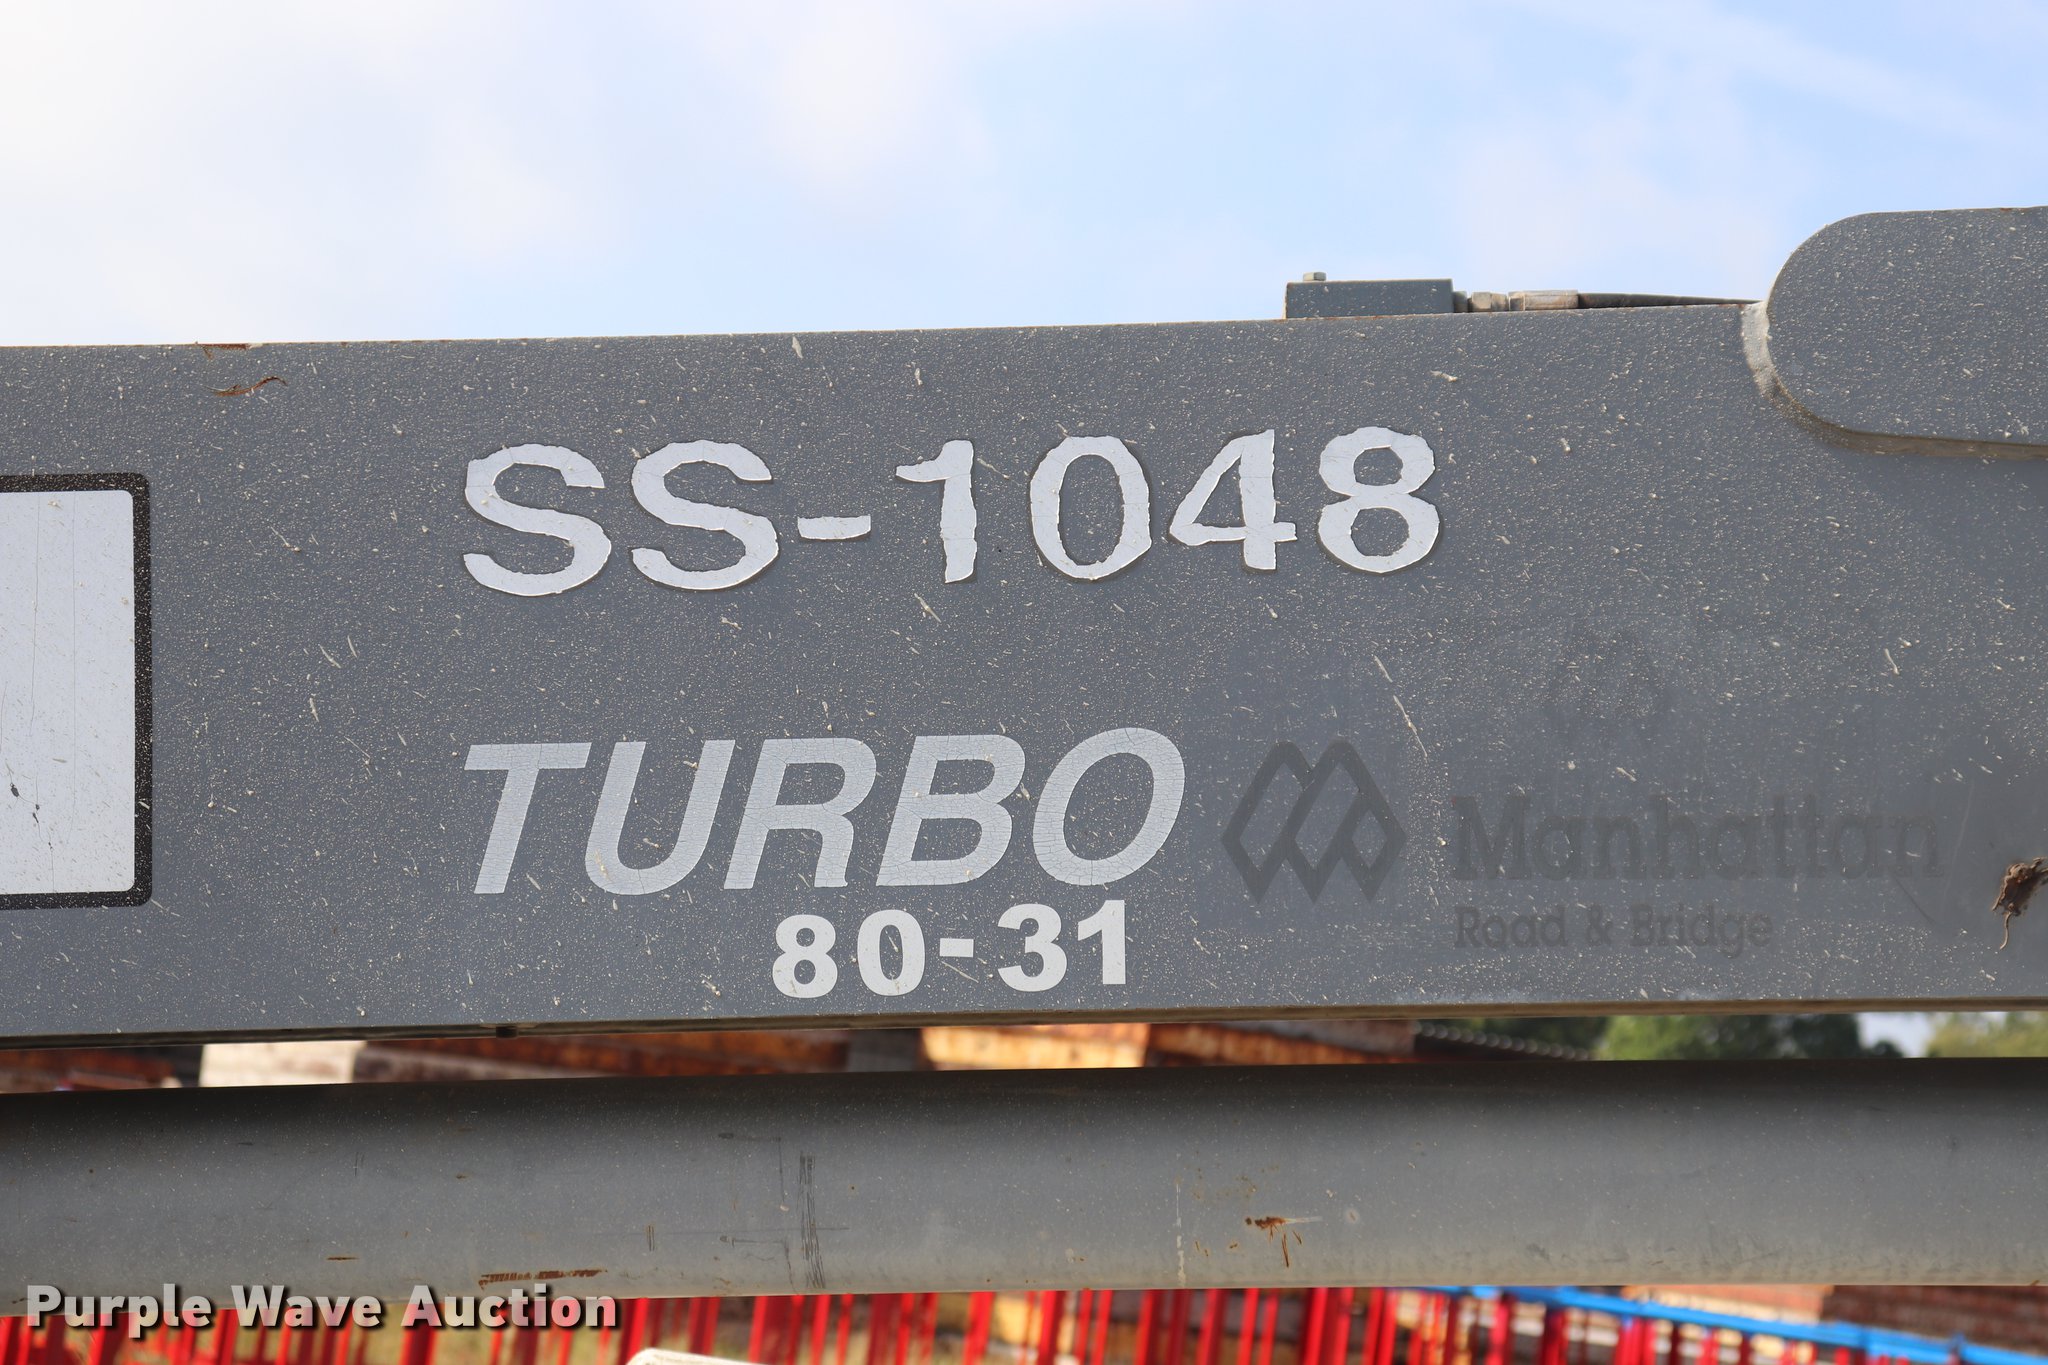 SS-1048
TURBO
80-31
Manhattan
Road & Bridge
Purple Wave Auction